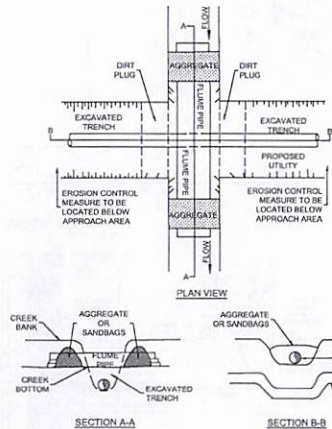 A
FLOW
AGGREGATE
DIRT
PLUG
DIRT
PLUG
FLUME PIPE
EXCAVATED
TRENCH
EXCAVATED
TRENCH
B
B
FLUME PIPE
PROPOSED
UTILITY
EROSION CONTROL
MEASURE TO BE
LOCATED BELOW
APPROACH AREA
EROSION CONTROL
MEASURE TO BE
LOCATED BELOW
APPROACH AREA
AGGREGATE
A
FLOW
PLAN VIEW
CREEK
BANK
AGGREGATE
OR
SANDBAGS
FLUME
PIPE
CREEK
BOTTOM
EXCAVATED
TRENCH
SECTION A-A
AGGREGATE
OR SANDBAGS
SECTION B-B